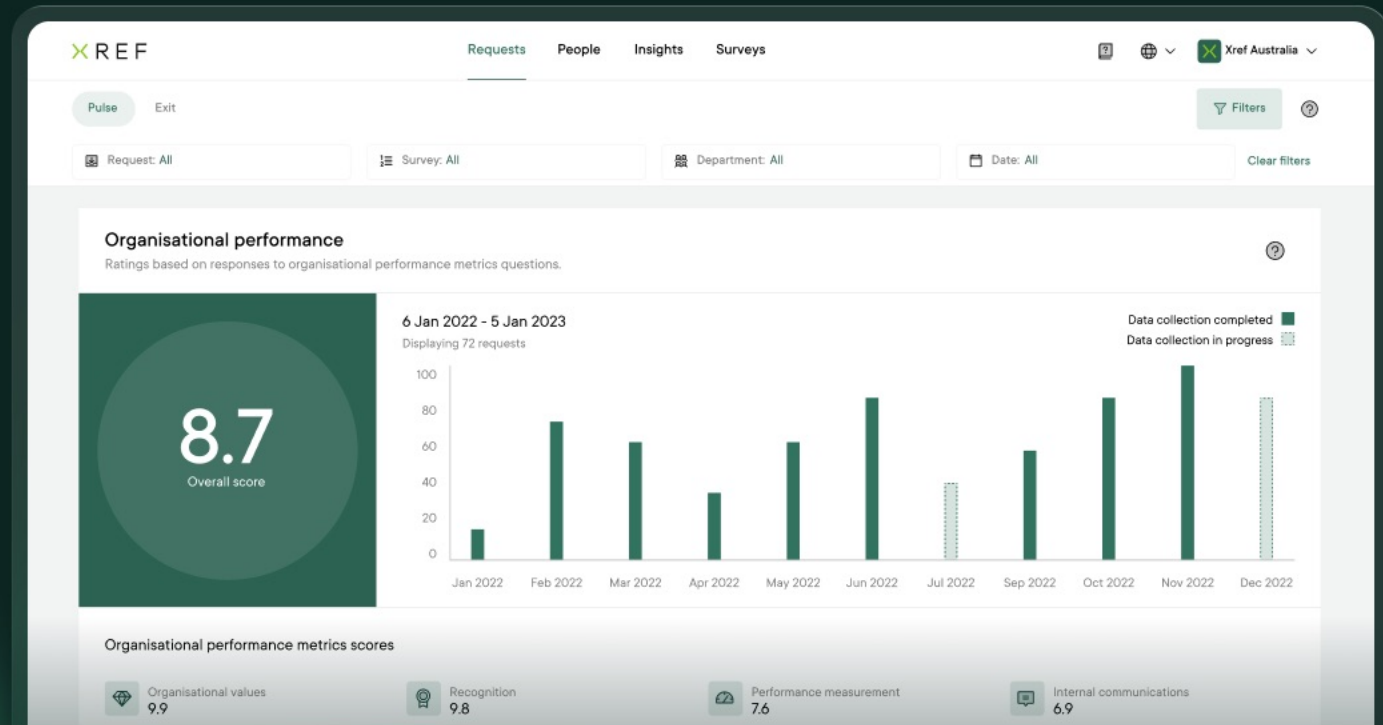 XREF
Requests People Insights Surveys
Xref Australia
Pulse Exit
Filters
Request: All
Survey: All
Department: All
Date: All
Clear filters
Organisational performance
Ratings based on responses to organisational performance metrics questions.
8.7
Overall score
6 Jan 2022 - 5 Jan 2023
Displaying 72 requests
Data collection completed
Data collection in progress
100
80
60
40
20
0
Jan 2022 Feb 2022 Mar 2022 Apr 2022 May 2022 Jun 2022 Jul 2022 Sep 2022 Oct 2022 Nov 2022 Dec 2022
Organisational performance metrics scores
Organisational values
9.9
Recognition
9.8
Performance measurement
7.6
Internal communications
6.9